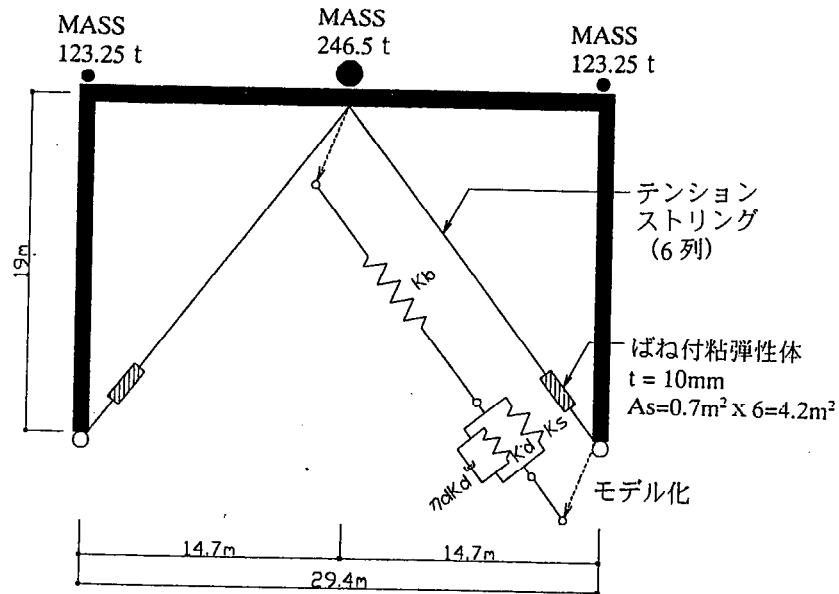 MASS
123.25 t
MASS
246.5 t
MASS
123.25 t
テンション
ストリング
(6 列)
19m
Kb
ばね付粘弾性体
t = 10mm
As=0.7m² x 6=4.2m²
Ks
Kd
ηdKd
モデル化
14.7m
14.7m
29.4m